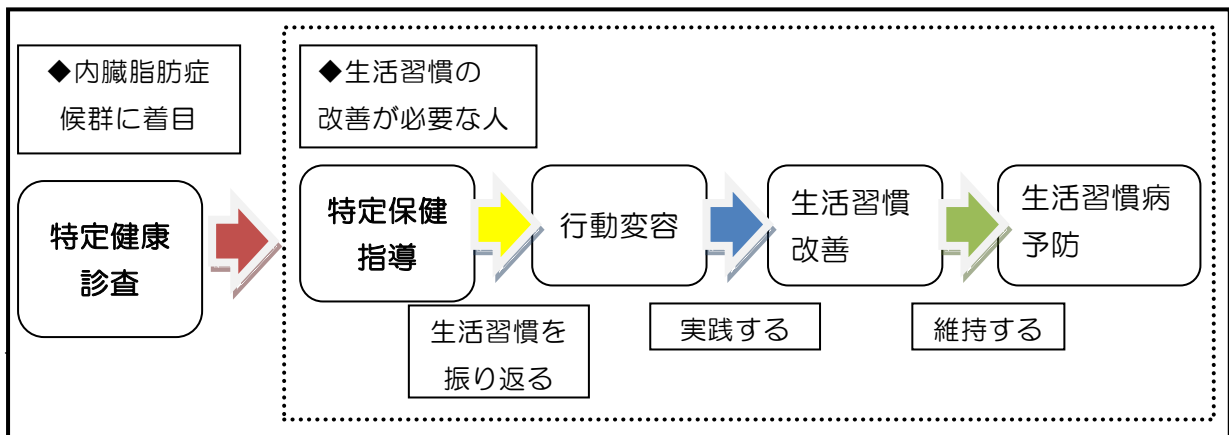 ◆内臓脂肪症
候群に着目
◆生活習慣の
改善が必要な人
特定健康
診査
特定保健
指導
行動変容
生活習慣
改善
生活習慣病
予防
生活習慣を
振り返る
実践する
維持する